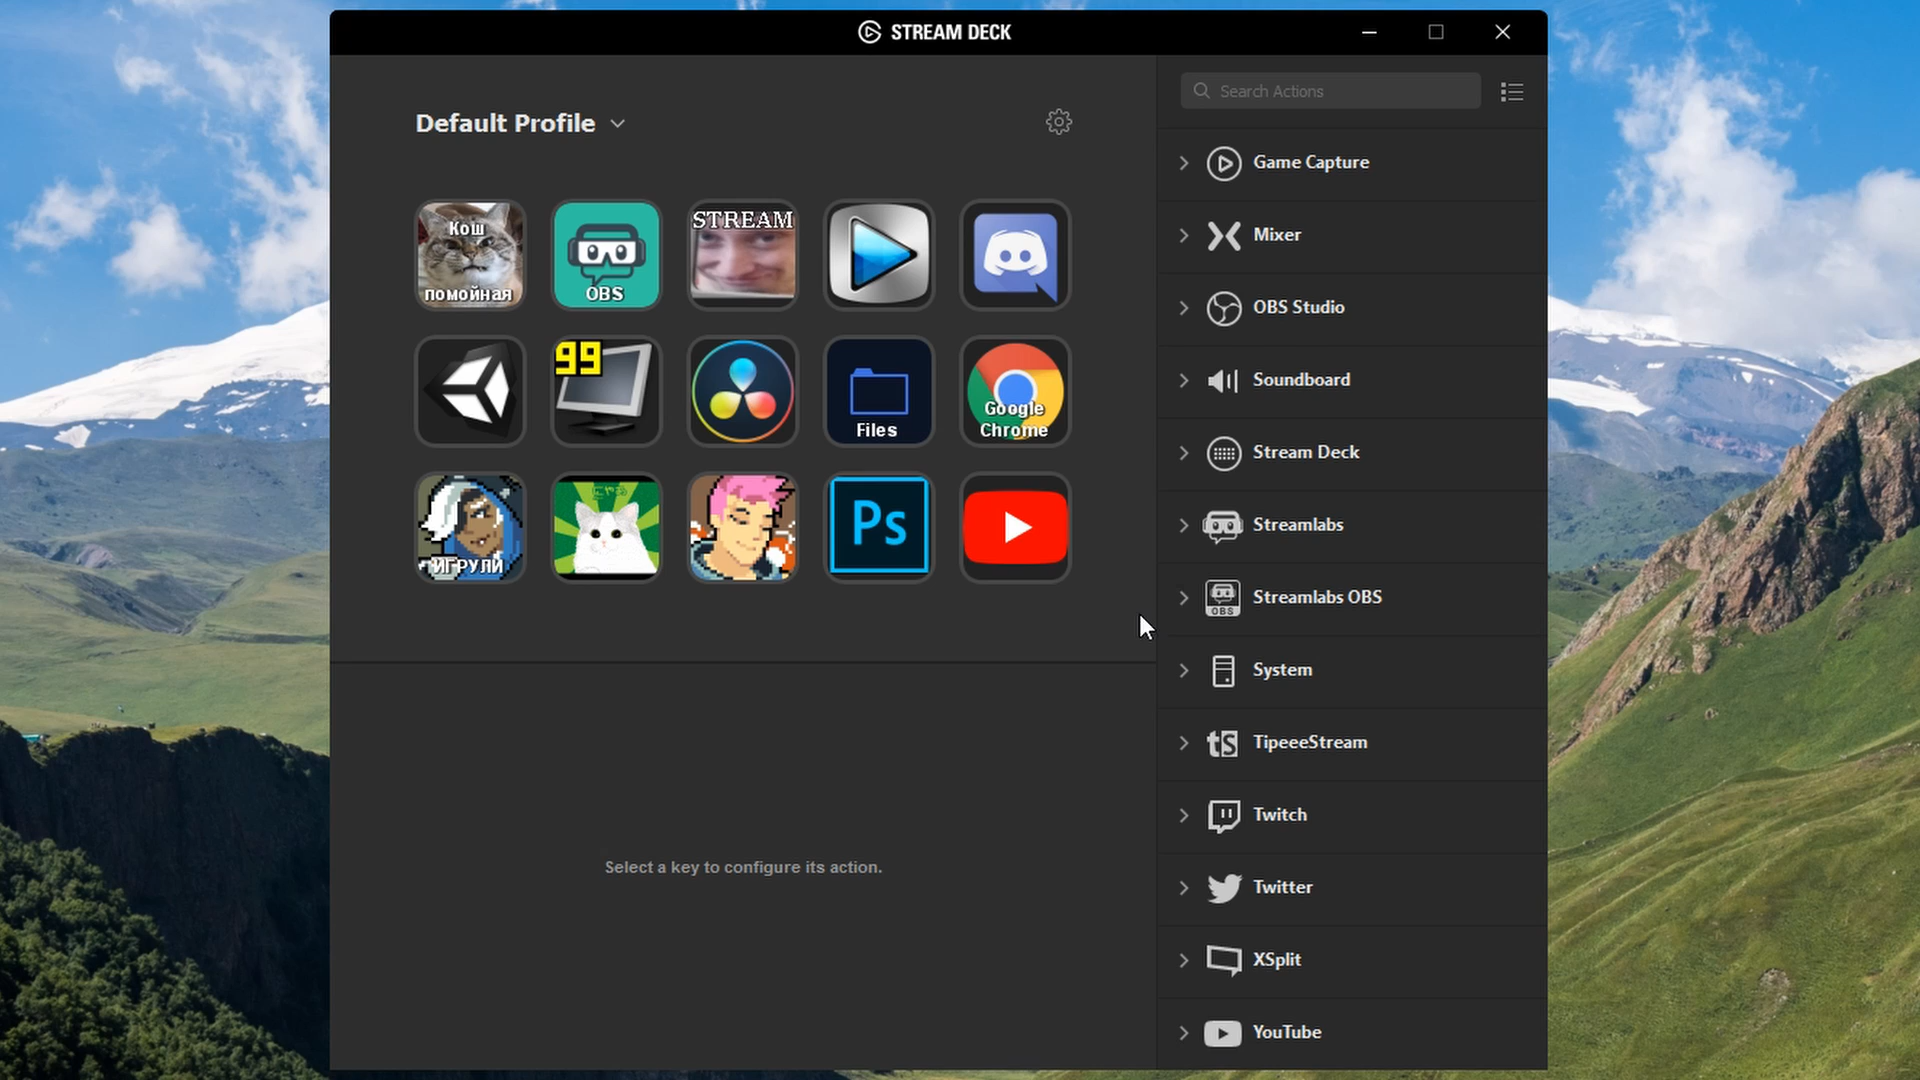 STREAM DECK
Default Profile
Search Actions
Кош
помойная
OBS
STREAM
99
Files
Google
Chrome
ИГРУЛИ
Ps
Select a key to configure its action.
Game Capture
Mixer
OBS Studio
Soundboard
Stream Deck
Streamlabs
OBS
Streamlabs OBS
System
tS
TipeeeStream
Twitch
Twitter
XSplit
YouTube